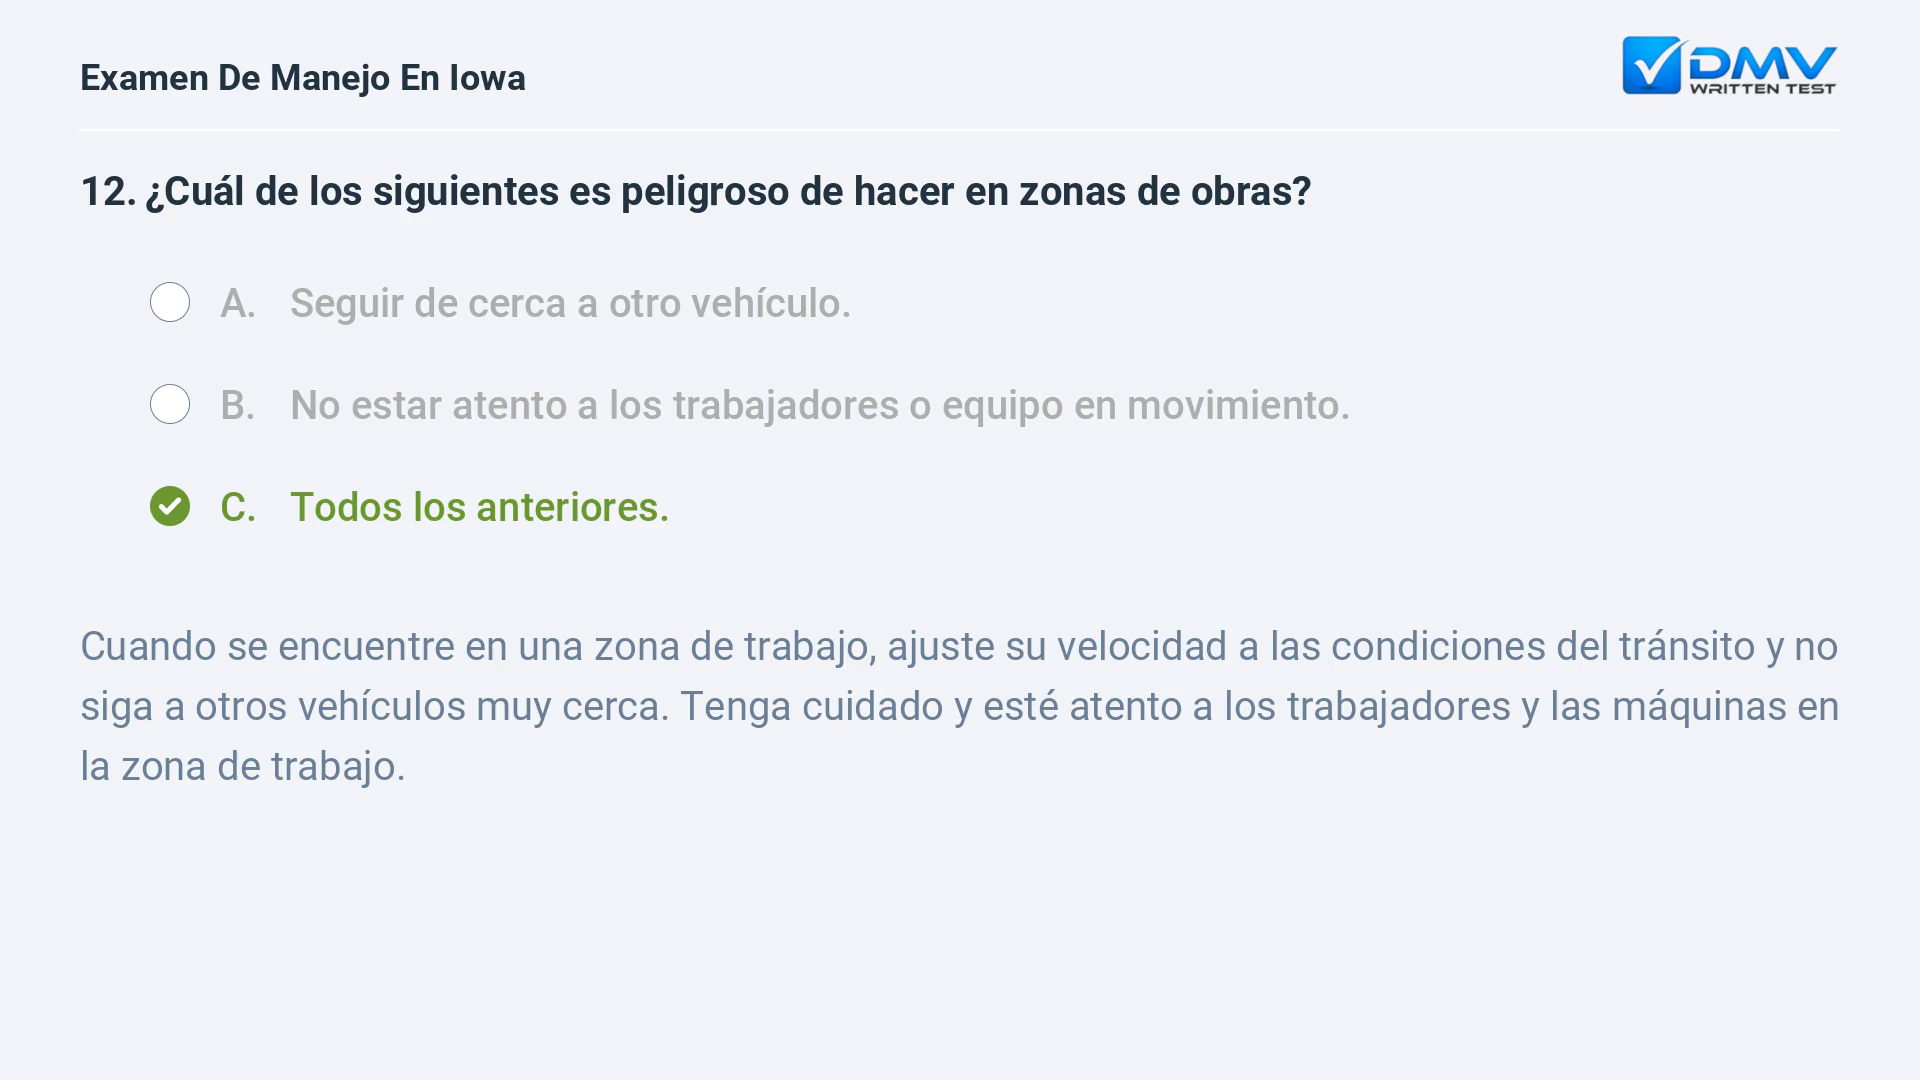 Examen De Manejo En Iowa
DMV
WRITTEN TEST
12. ¿Cuál de los siguientes es peligroso de hacer en zonas de obras?
A. Seguir de cerca a otro vehículo.
B. No estar atento a los trabajadores o equipo en movimiento.
C. Todos los anteriores.
Cuando se encuentre en una zona de trabajo, ajuste su velocidad a las condiciones del tránsito y no
siga a otros vehículos muy cerca. Tenga cuidado y esté atento a los trabajadores y las máquinas en
la zona de trabajo.